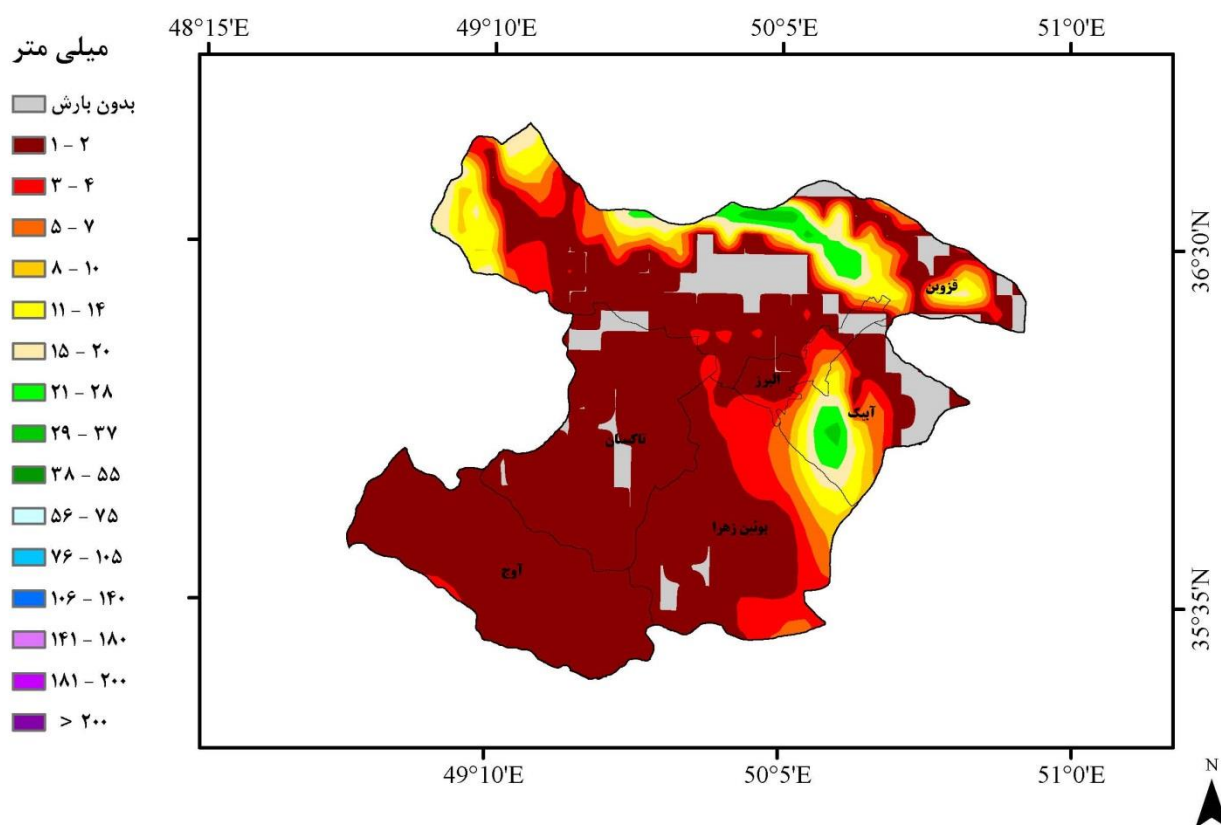 48°15'E 49°10'E 50°5'E 51°0'E
میلی متر
بدون بارش
۱ - ۲
۳ - ۴
۵ - ۷
۸ - ۱۰
۱۱ - ۱۴
۱۵ - ۲۰
۲۱ - ۲۸
۲۹ - ۳۷
۳۸ - ۵۵
۵۶ - ۷۵
۷۶ - ۱۰۵
۱۰۶ - ۱۴۰
۱۴۱ - ۱۸۰
۱۸۱ - ۲۰۰
> ۲۰۰
36°30'N
قزوین
البرز
آبیک
تاکستان
بوئین زهرا
آوج
35°35'N
49°10'E 50°5'E 51°0'E
N